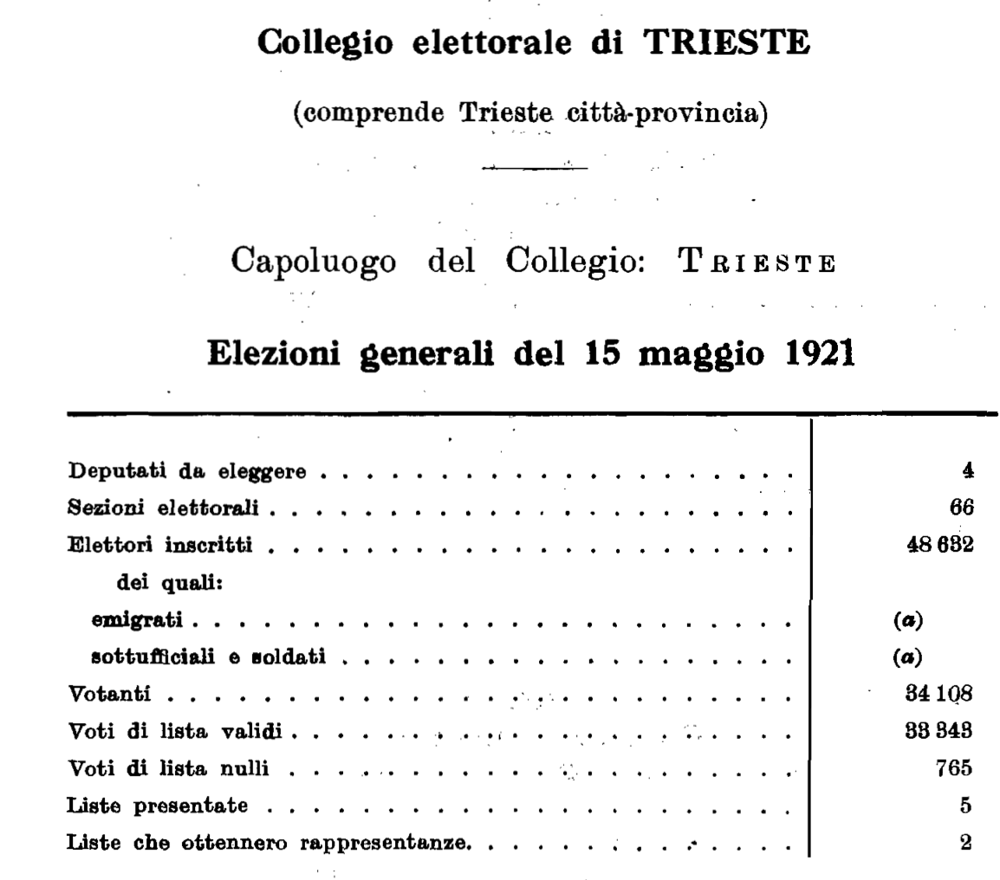 Collegio elettorale di TRIESTE
(comprende Trieste città-provincia)
Capoluogo del Collegio: TRIESTE
Elezioni generali del 15 maggio 1921
Deputati da eleggere . . . . . . . . . . . . . . . . . . . . 4
Sezioni elettorali . . . . . . . . . . . . . . . . . . . . . . 66
Elettori inscritti . . . . . . . . . . . . . . . . . . . . . . 48 632
dei quali:
emigrati . . . . . . . . . . . . . . . . . . . . . . . . . (a)
sottufficiali e soldati . . . . . . . . . . . . . . . . . . . (a)
Votanti . . . . . . . . . . . . . . . . . . . . . . . . . . 34 108
Voti di lista validi . . . . . . . . . . . . . . . . . . . . . 33 343
Voti di lista nulli . . . . . . . . . . . . . . . . . . . . . 765
Liste presentate . . . . . . . . . . . . . . . . . . . . . . 5
Liste che ottennero rappresentanze. . . . . . . . . . . . . . 2